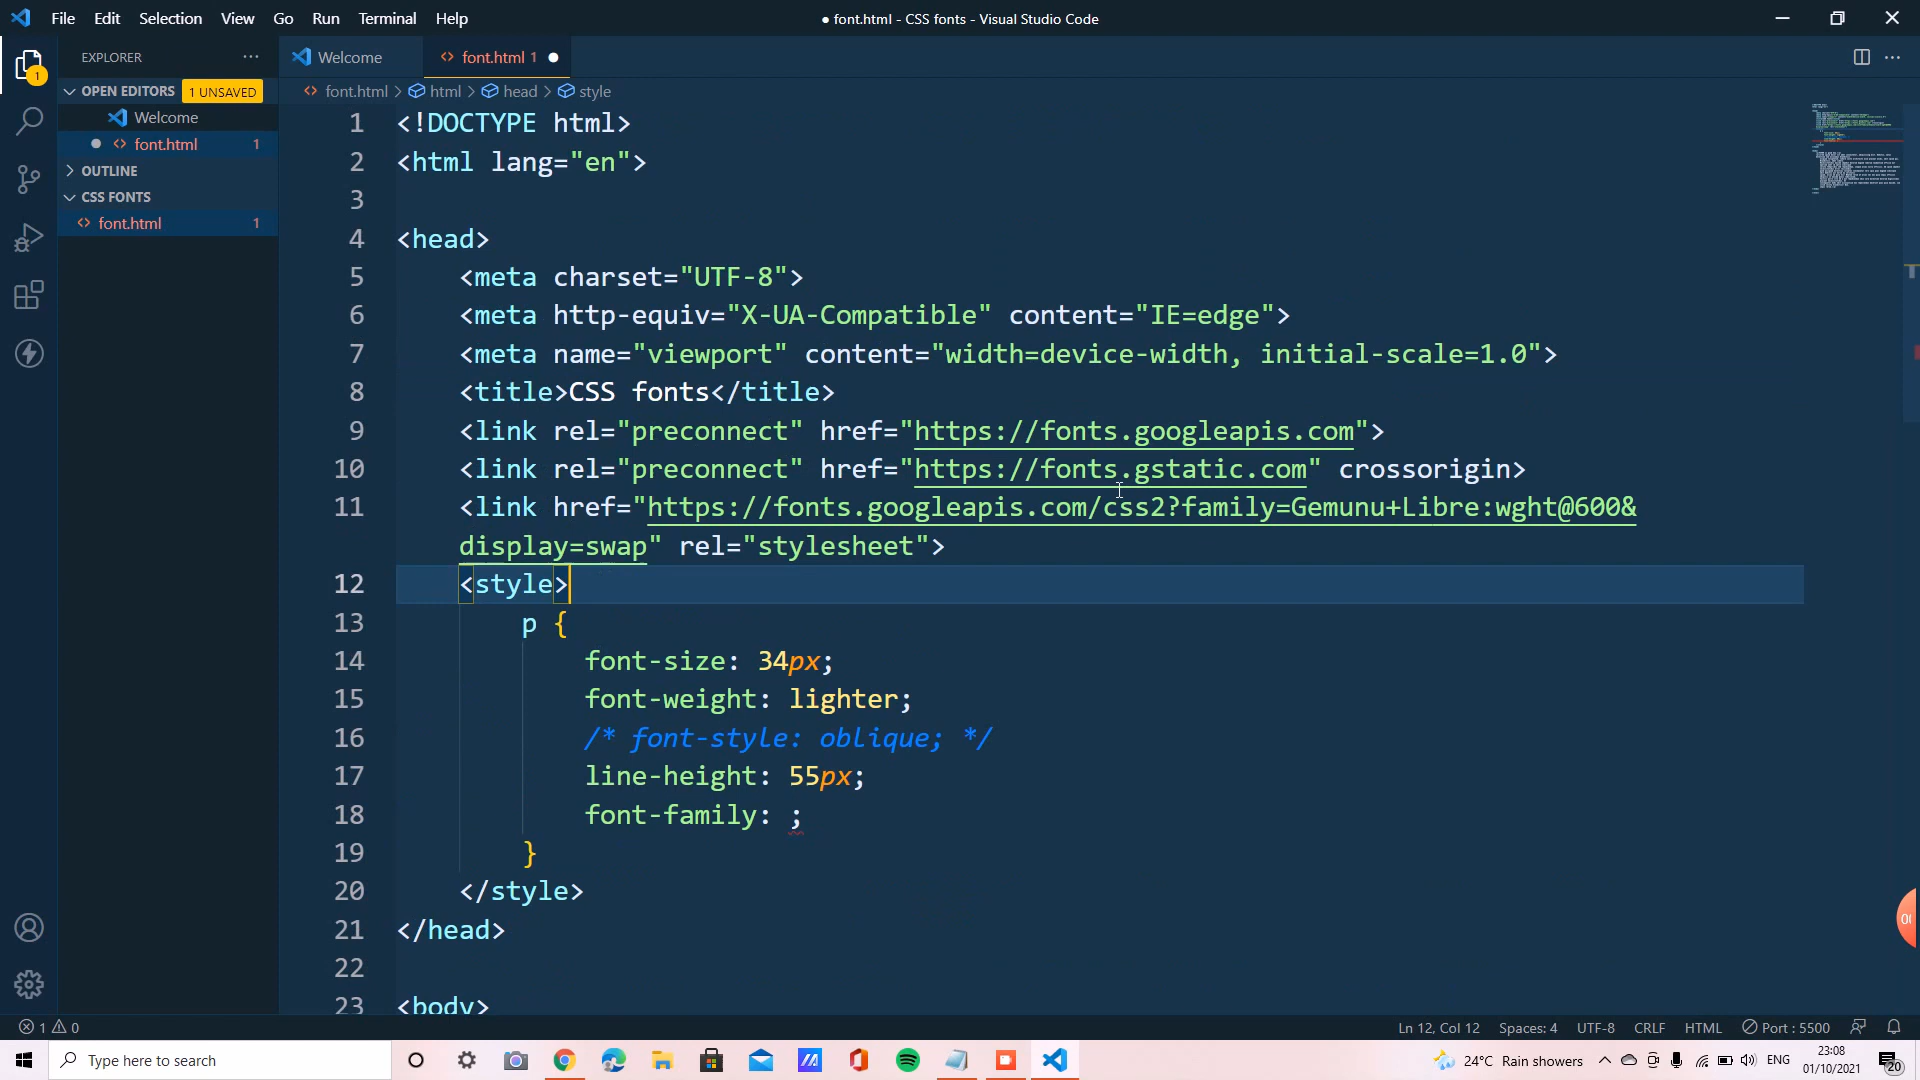 File Edit Selection View Go Run Terminal Help
● font.html - CSS fonts - Visual Studio Code
EXPLORER
OPEN EDITORS 1 UNSAVED
Welcome
font.html 1
OUTLINE
CSS FONTS
font.html 1
1
Welcome
font.html 1
font.html > html > head > style
1 <!DOCTYPE html>
2 <html lang="en">
3
4 <head>
5 <meta charset="UTF-8">
6 <meta http-equiv="X-UA-Compatible" content="IE=edge">
7 <meta name="viewport" content="width=device-width, initial-scale=1.0">
8 <title>CSS fonts</title>
9 <link rel="preconnect" href="https://fonts.googleapis.com">
10 <link rel="preconnect" href="https://fonts.gstatic.com" crossorigin>
11 <link href="https://fonts.googleapis.com/css2?family=Gemunu+Libre:wght@600&
display=swap" rel="stylesheet">
12 <style>
13 p {
14 font-size: 34px;
15 font-weight: lighter;
16 /* font-style: oblique; */
17 line-height: 55px;
18 font-family: ;
19 }
20 </style>
21 </head>
22
23 <body>
1 0
Ln 12, Col 12 Spaces: 4 UTF-8 CRLF HTML Port : 5500
Type here to search
24°C Rain showers ENG
23:08
01/10/2021
20